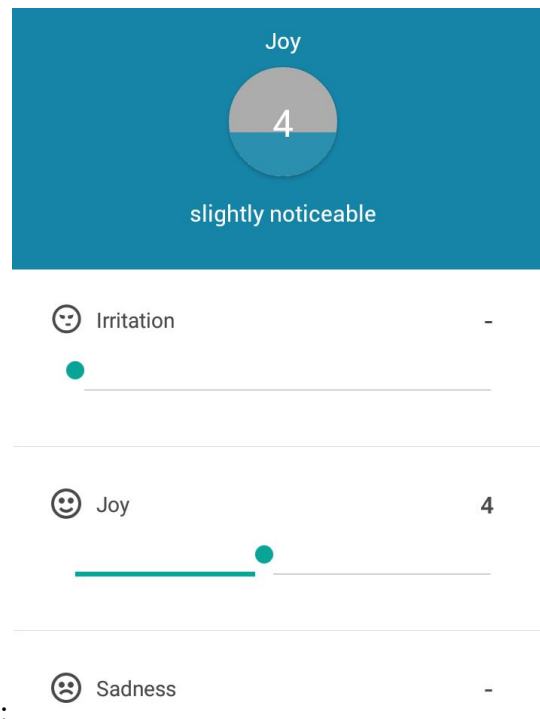 Joy
4
slightly noticeable
Irritation -
Joy 4
Sadness -